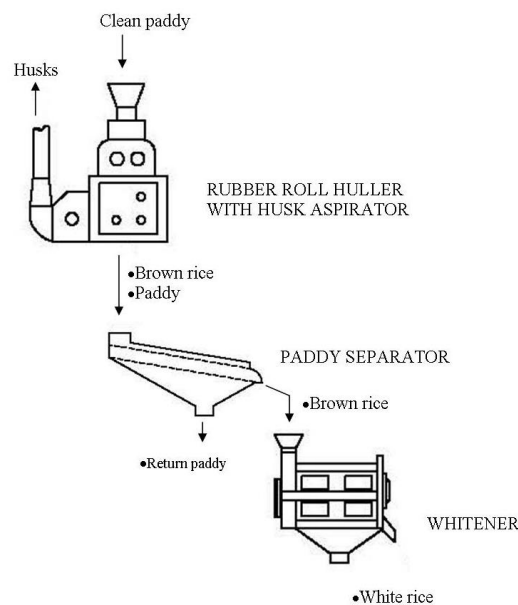 Clean paddy
Husks
RUBBER ROLL HULLER
WITH HUSK ASPIRATOR
•Brown rice
•Paddy
PADDY SEPARATOR
•Brown rice
•Return paddy
WHITENER
•White rice